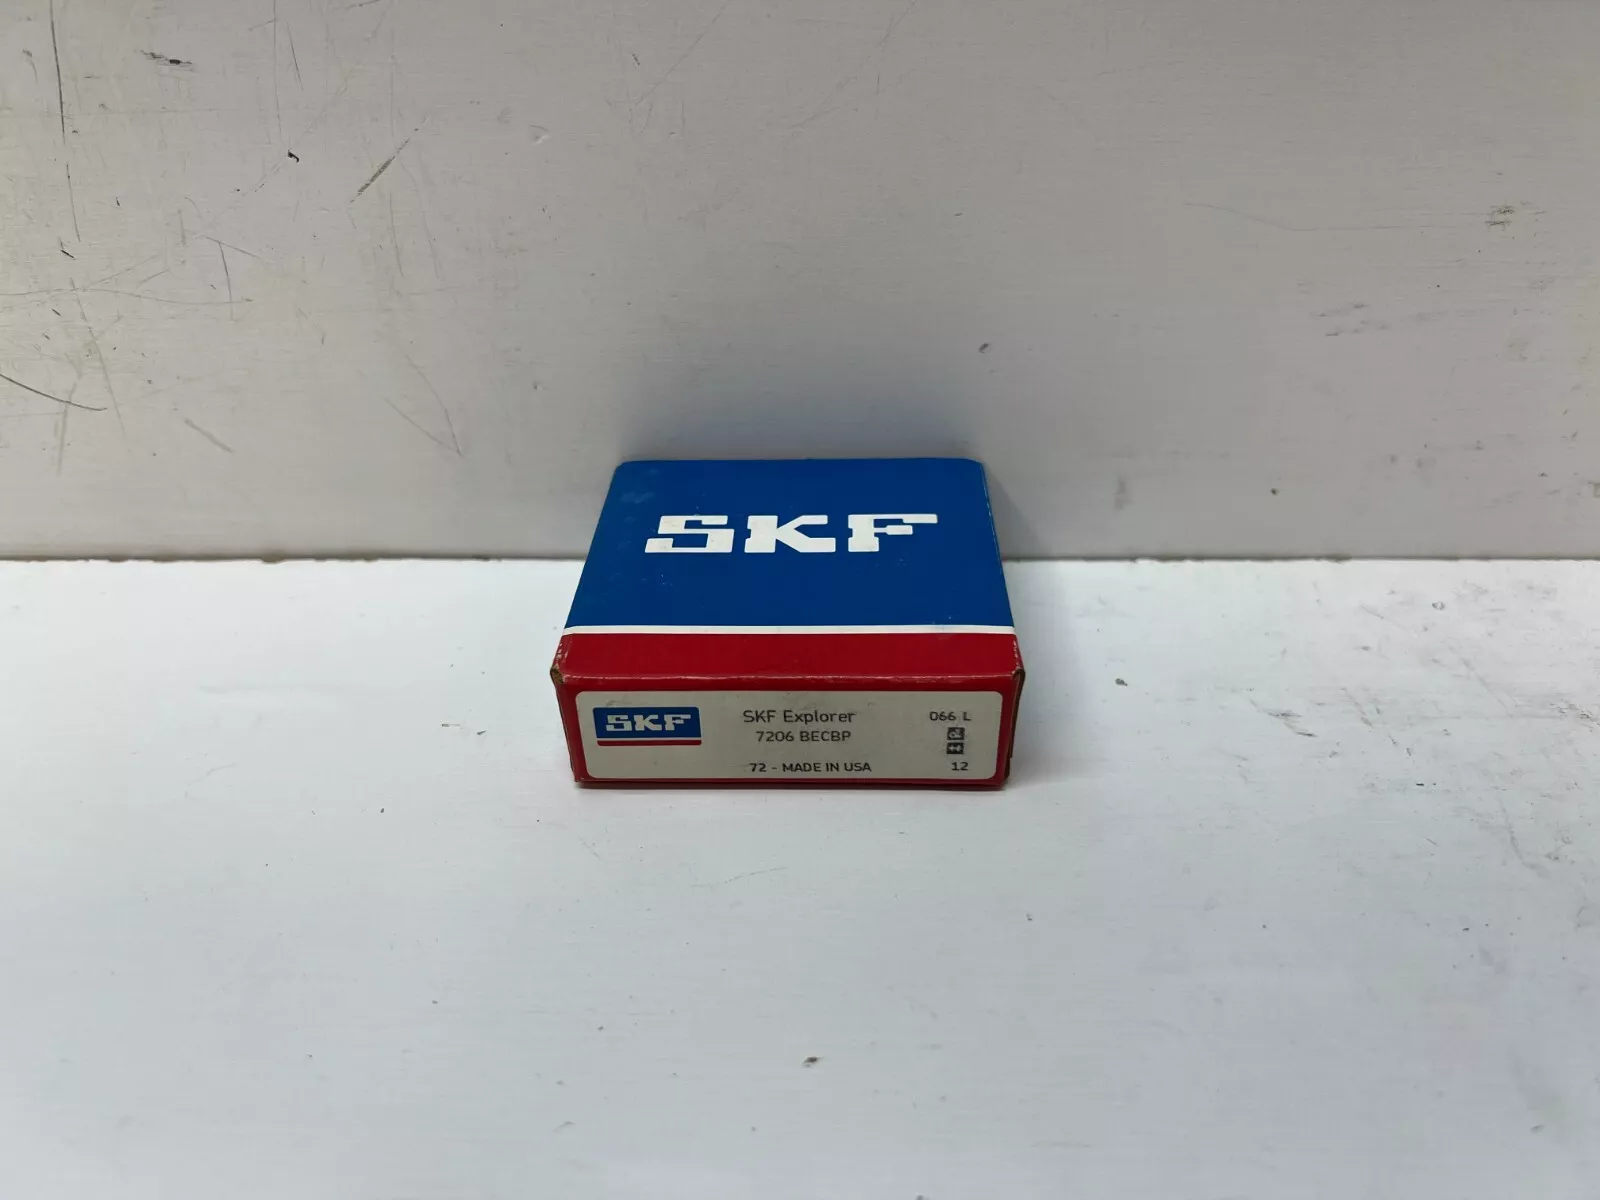 SKF
SKF
SKF Explorer
7206 BECBP
72 - MADE IN USA
066 L
12